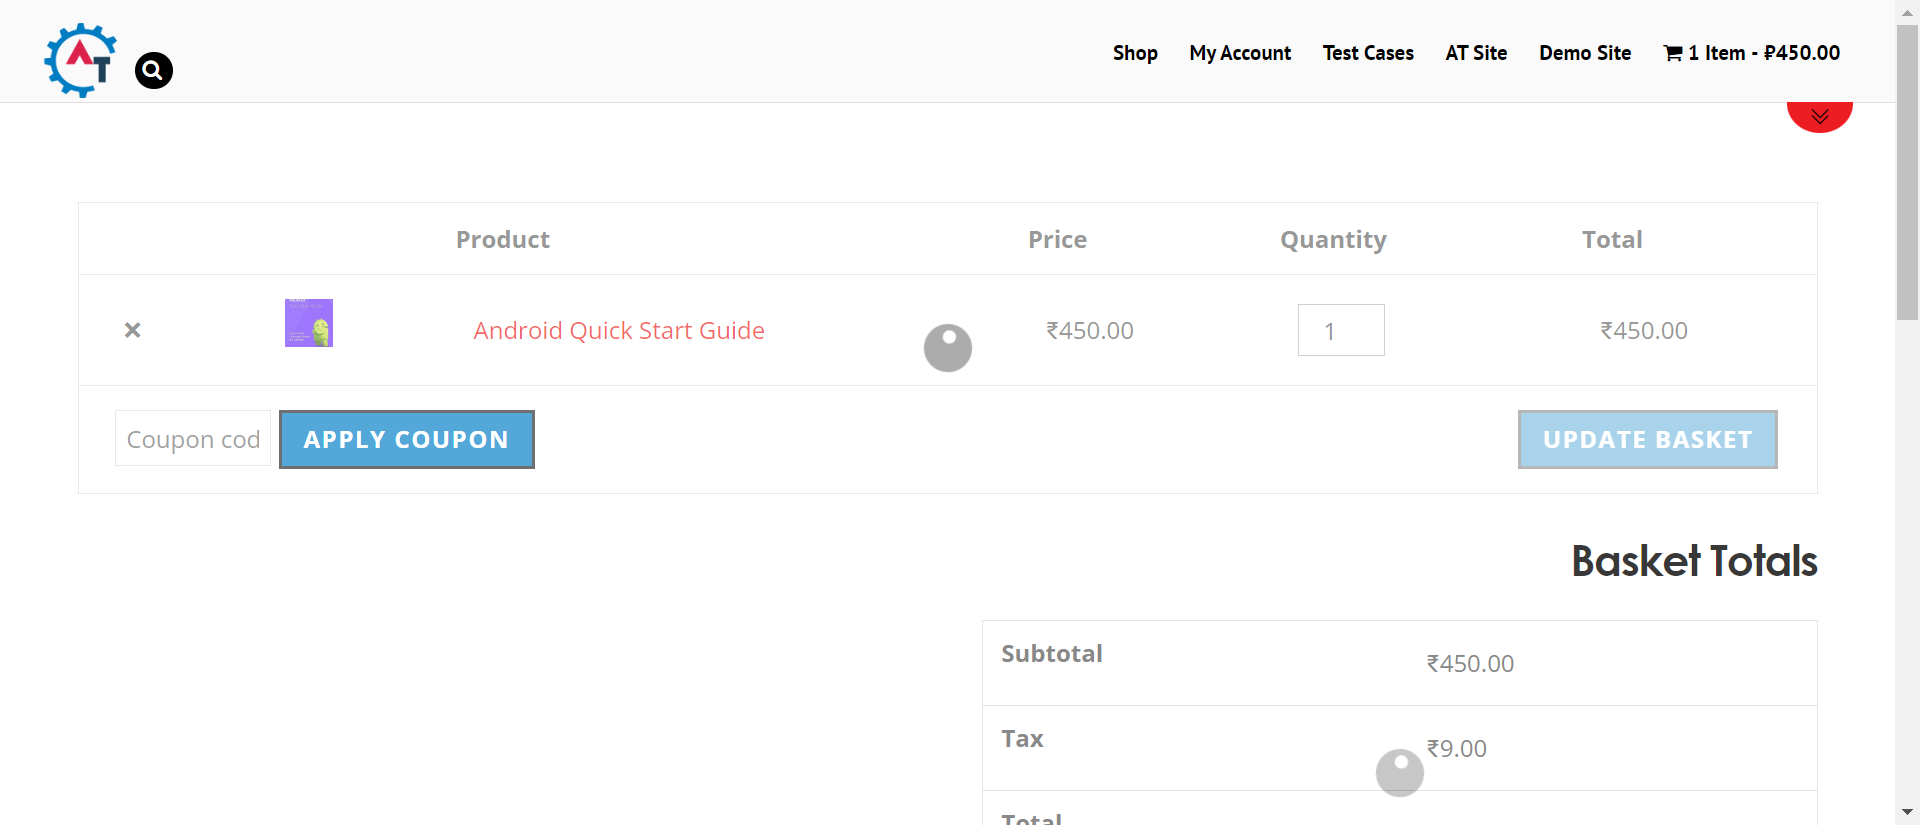 AT
Shop My Account Test Cases AT Site Demo Site 1 Item - ₽450.00
Product Price Quantity Total
× Android Quick Start Guide ₹450.00 1 ₹450.00
Coupon cod APPLY COUPON UPDATE BASKET
Basket Totals
Subtotal ₹450.00
Tax ₹9.00
Total